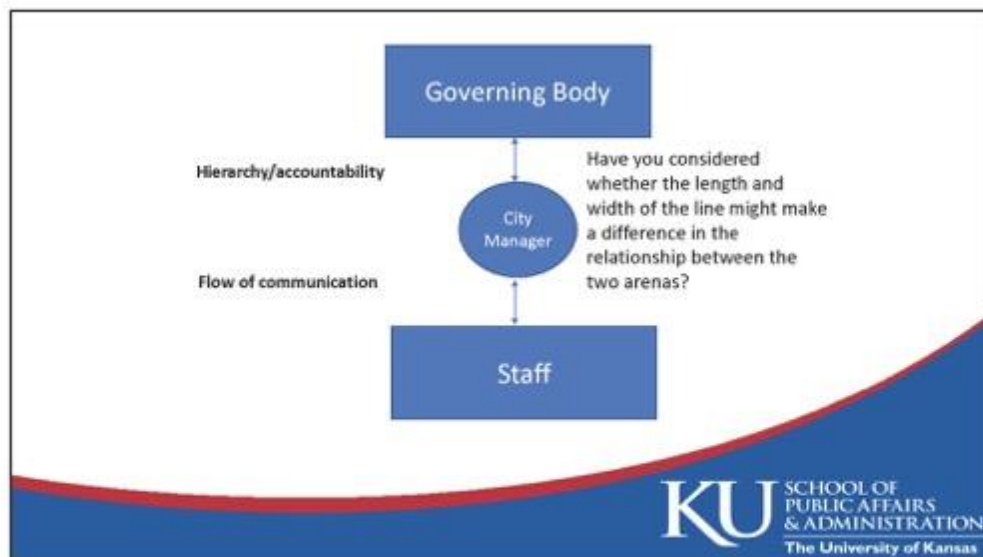 Governing Body
Hierarchy/accountability
Have you considered
whether the length and
width of the line might make
a difference in the
relationship between the
two arenas?
City
Manager
Flow of communication
Staff
KU SCHOOL OF
PUBLIC AFFAIRS
& ADMINISTRATION
The University of Kansas